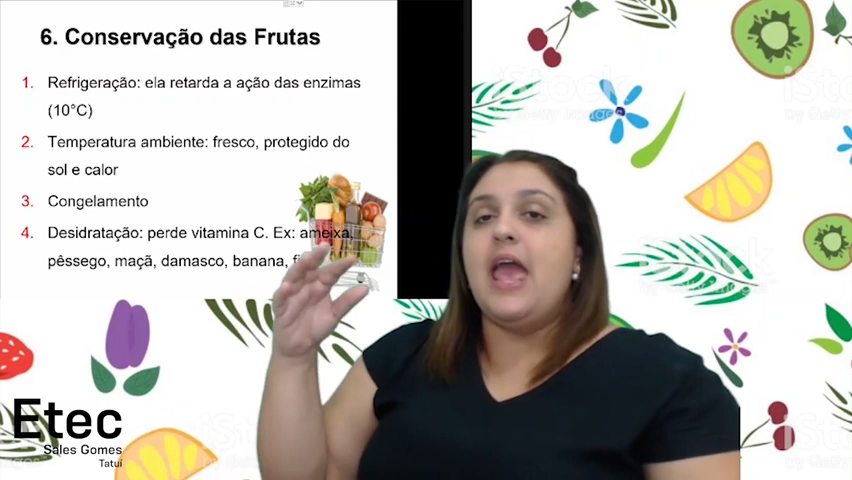 6. Conservação das Frutas
1. Refrigeração: ela retarda a ação das enzimas
(10°C)
2. Temperatura ambiente: fresco, protegido do
sol e calor
3. Congelamento
4. Desidratação: perde vitamina C. Ex: ameixa,
pêssego, maçã, damasco, banana,
Etec
Sales Gomes
Tatuí